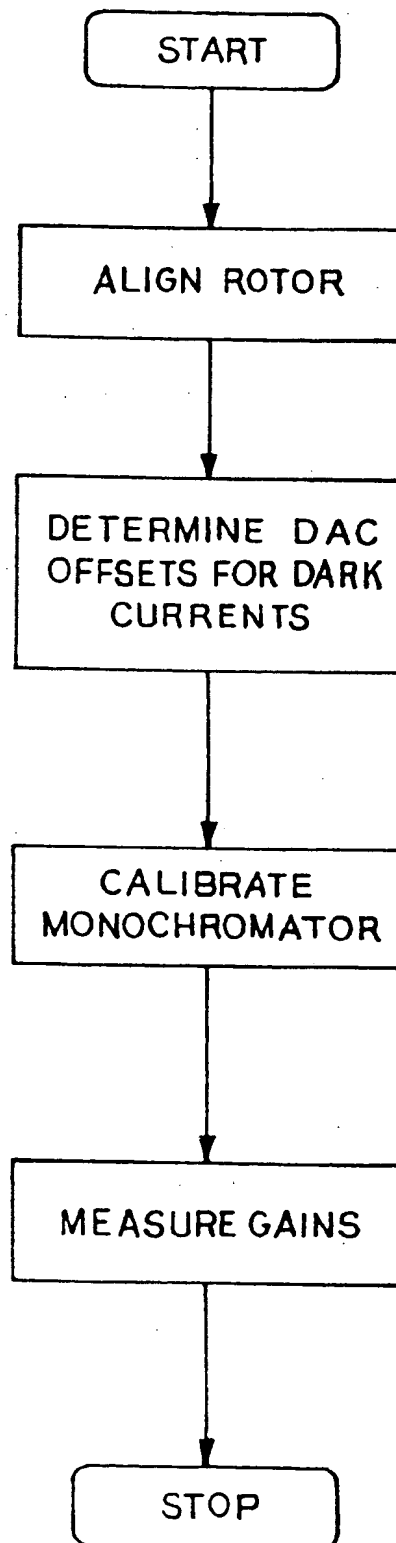 START
ALIGN ROTOR
DETERMINE DAC
OFFSETS FOR DARK
CURRENTS
CALIBRATE
MONOCHROMATOR
MEASURE GAINS
STOP